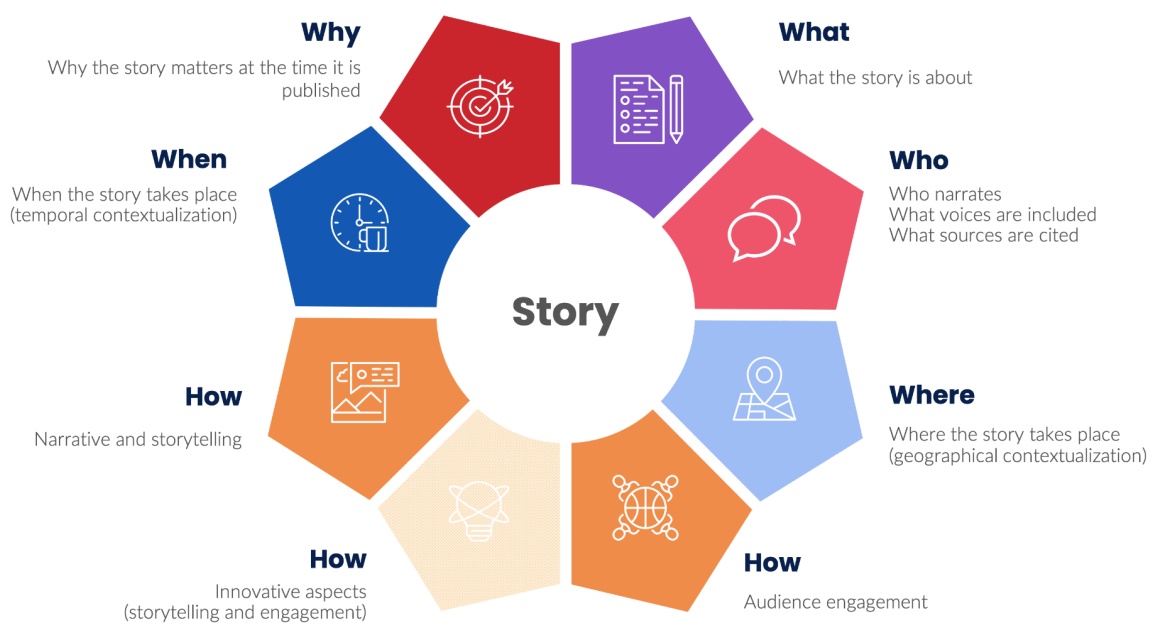 Why
Why the story matters at the time it is
published
What
What the story is about
When
When the story takes place
(temporal contextualization)
Who
Who narrates
What voices are included
What sources are cited
Story
How
Narrative and storytelling
Where
Where the story takes place
(geographical contextualization)
How
Innovative aspects
(storytelling and engagement)
How
Audience engagement